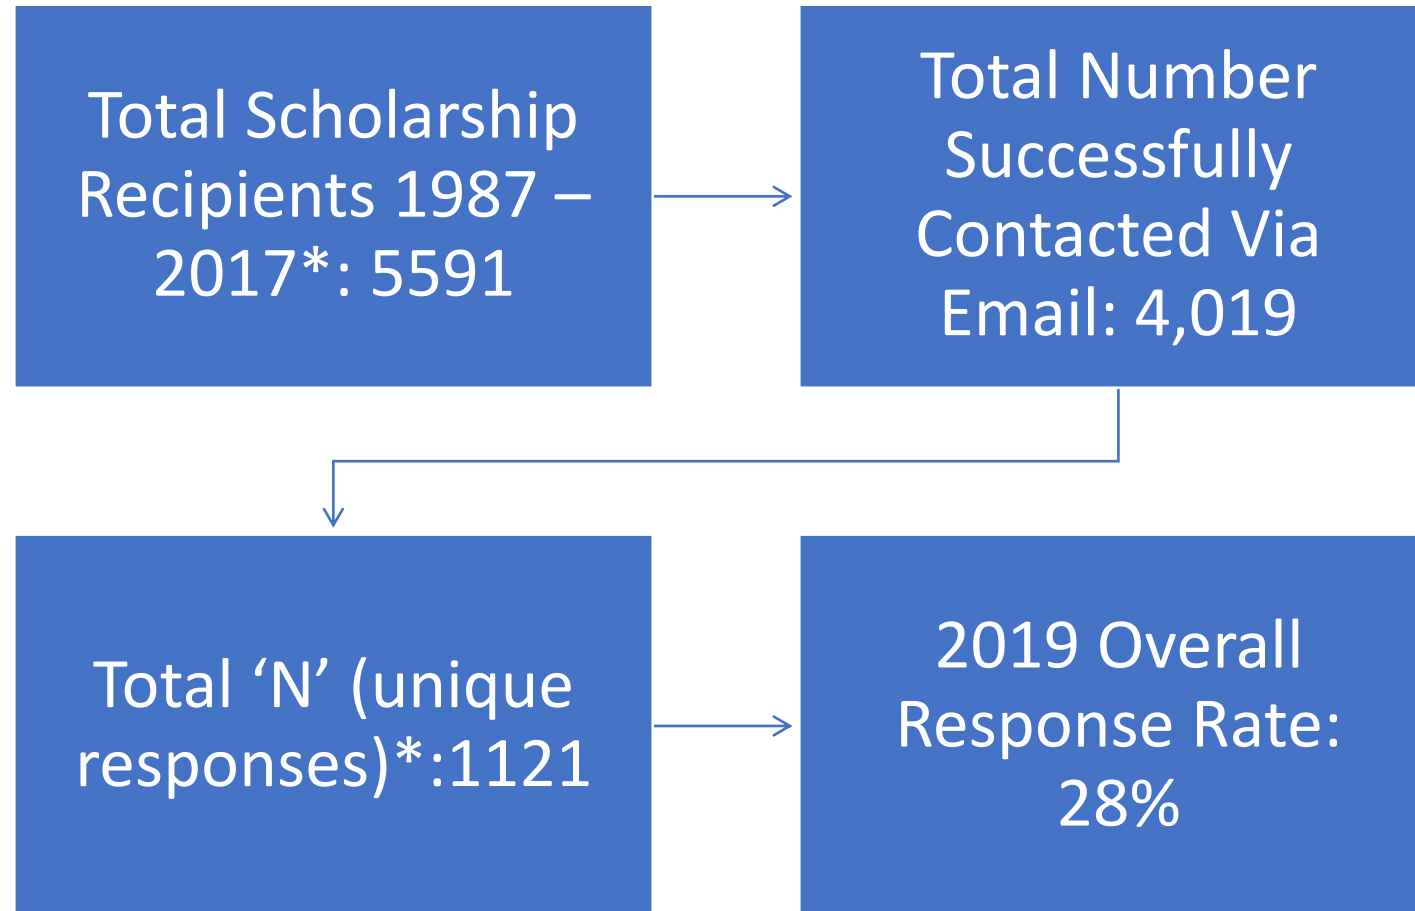 Total Scholarship
Recipients 1987 –
2017*: 5591
Total Number
Successfully
Contacted Via
Email: 4,019
Total ‘N’ (unique
responses)*:1121
2019 Overall
Response Rate:
28%